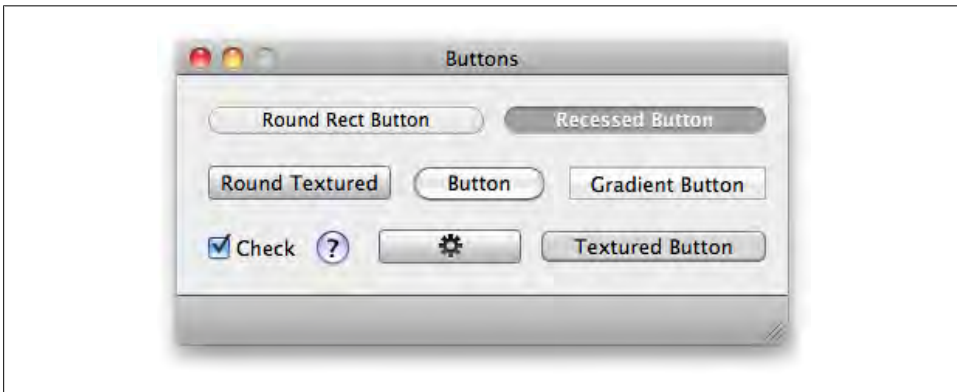 Buttons
Round Rect Button
Recessed Button
Round Textured
Button
Gradient Button
Check
?
Textured Button